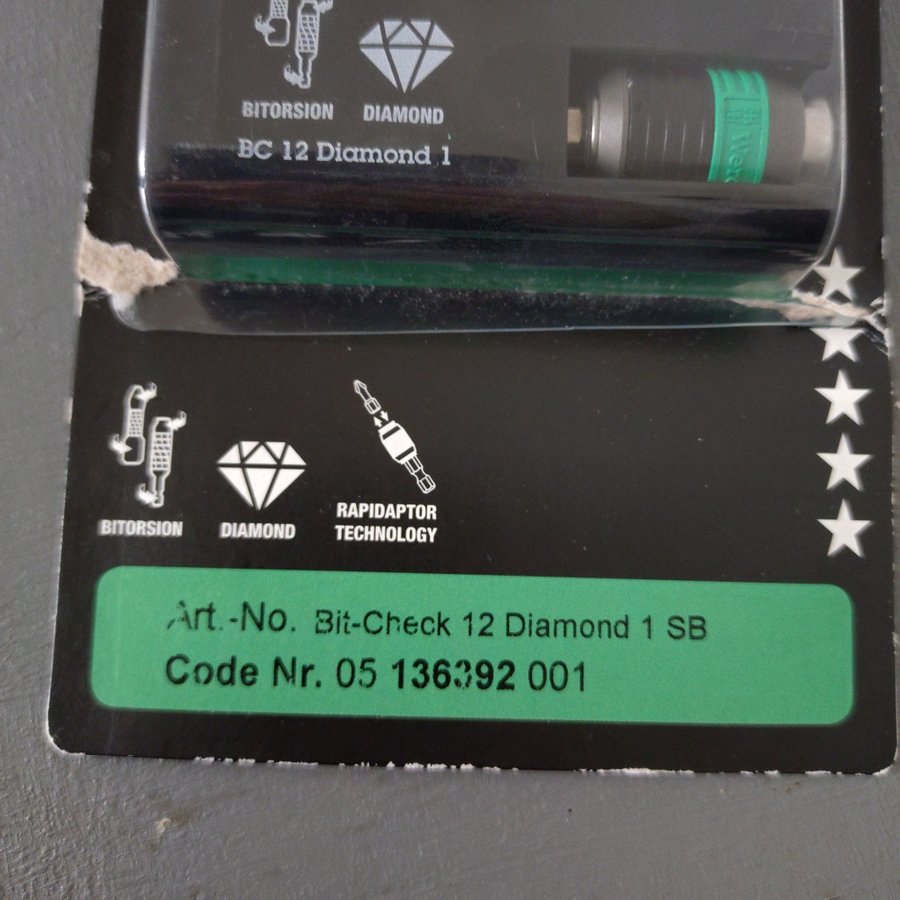 BITORSION DIAMOND
BC 12 Diamond 1
BITORSION
DIAMOND
RAPIDAPTOR
TECHNOLOGY
Art.-No. Bit-Check 12 Diamond 1 SB
Code Nr. 05 136392 001